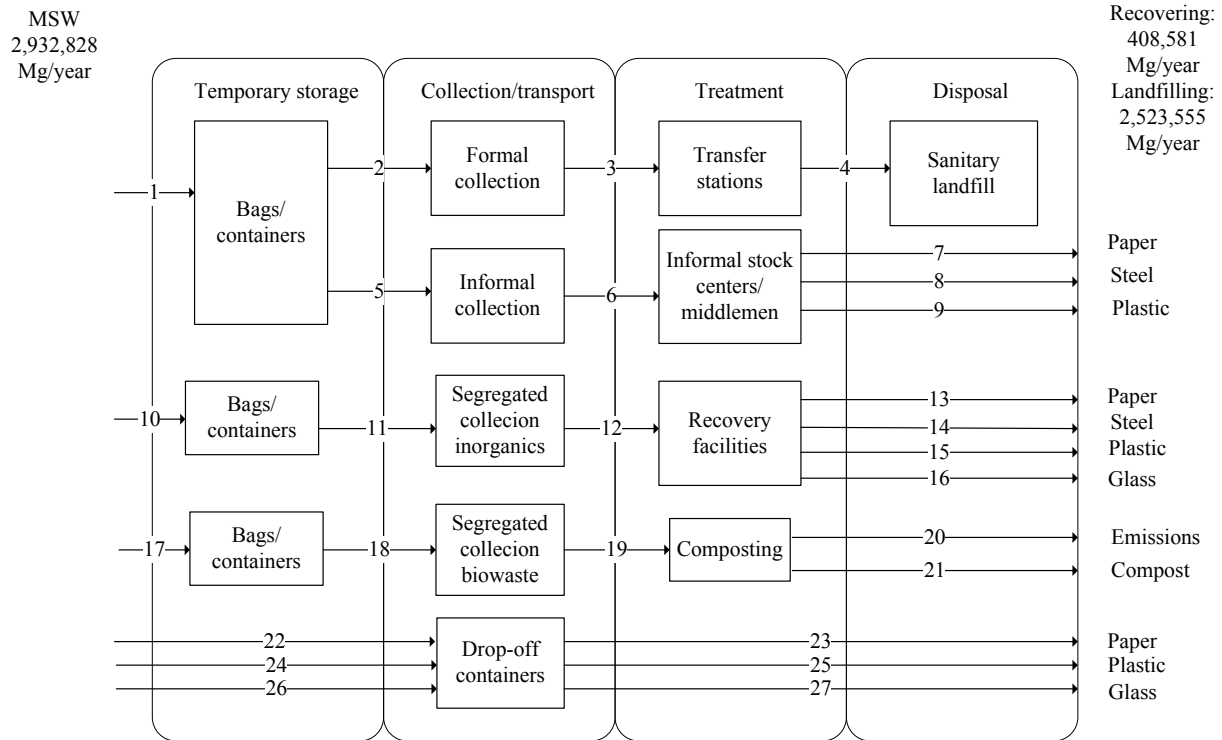 MSW
2,932,828
Mg/year
Recovering:
408,581
Mg/year
Landfilling:
2,523,555
Mg/year
Temporary storage
Collection/transport
Treatment
Disposal
1
Bags/
containers
2
Formal
collection
3
Transfer
stations
4
Sanitary
landfill
5
Informal
collection
6
Informal stock
centers/
middlemen
7
Paper
8
Steel
9
Plastic
10
Bags/
containers
11
Segregated
collecion
inorganics
12
Recovery
facilities
13
Paper
14
Steel
15
Plastic
16
Glass
17
Bags/
containers
18
Segregated
collecion
biowaste
19
Composting
20
Emissions
21
Compost
22
24
26
Drop-off
containers
23
Paper
25
Plastic
27
Glass